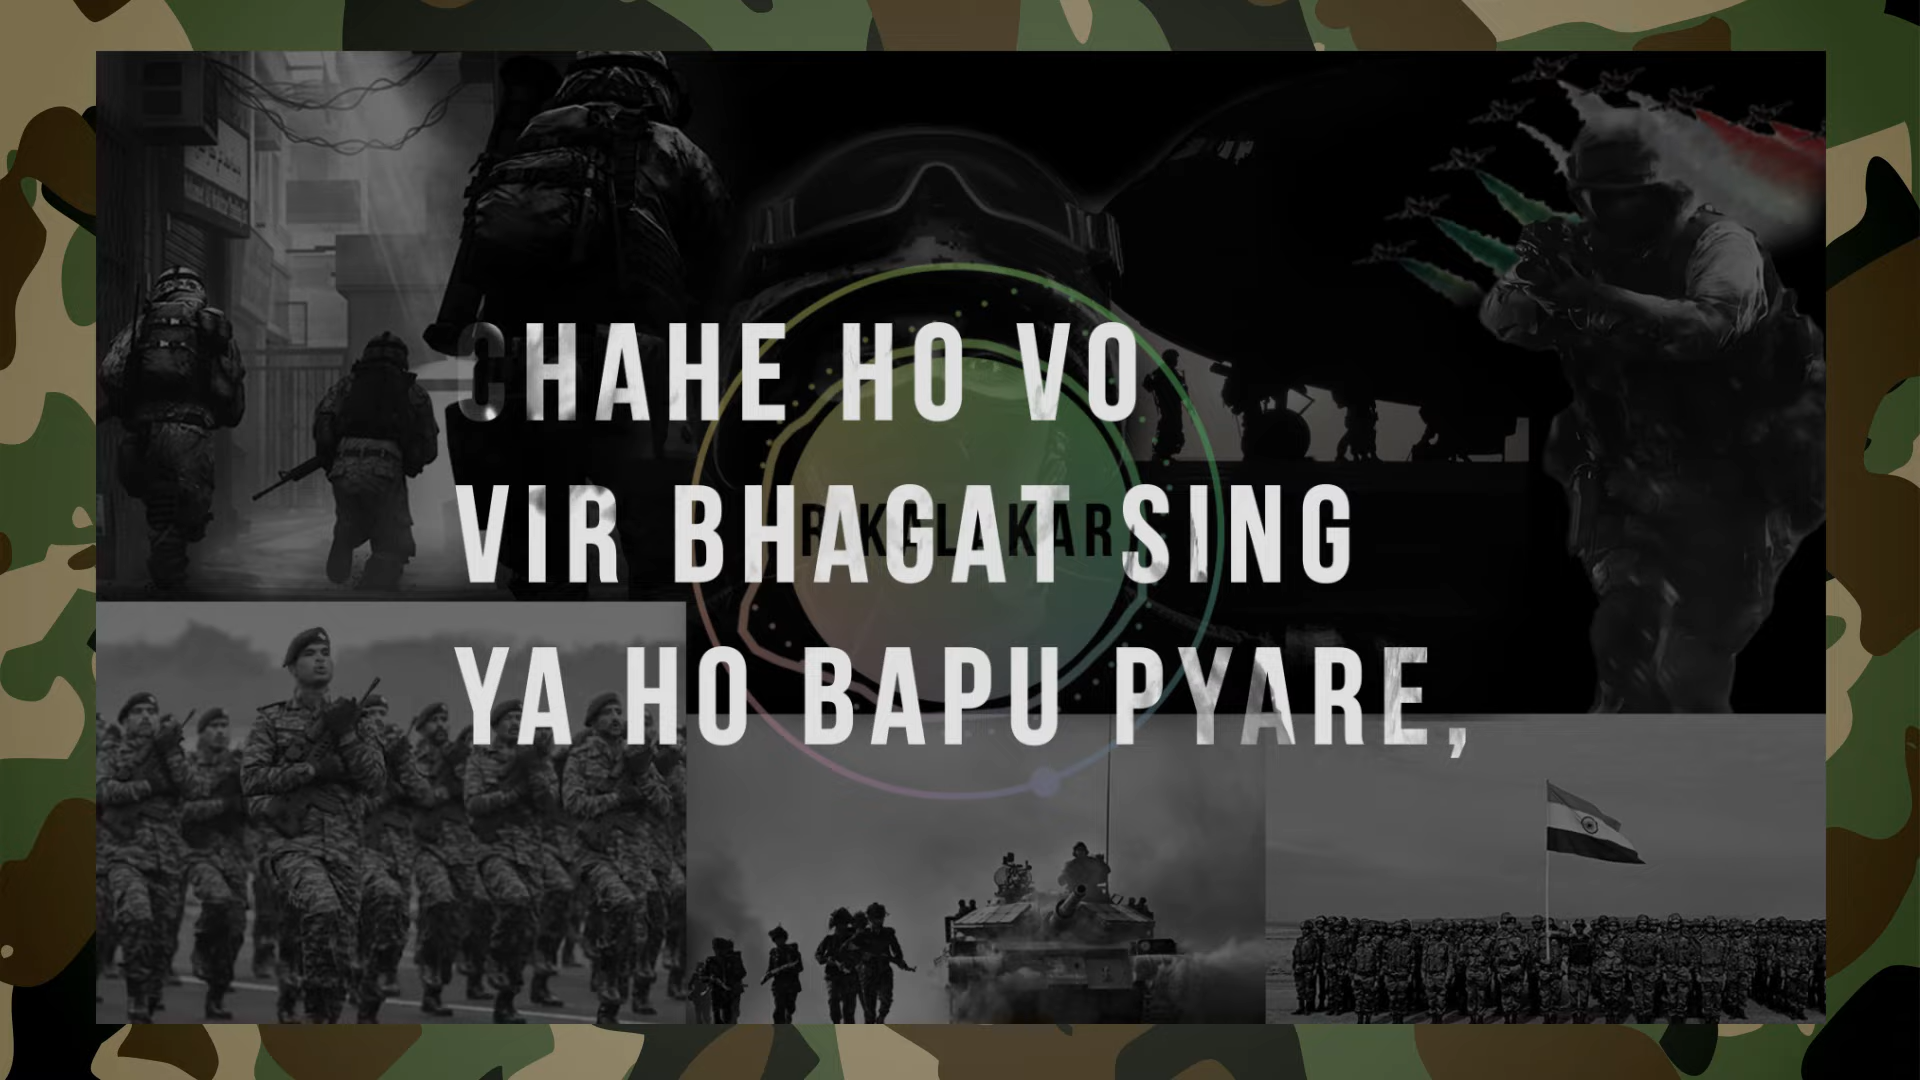 CHAHE HO VO
VIR BHAGAT SING
YA HO BAPU PYARE,